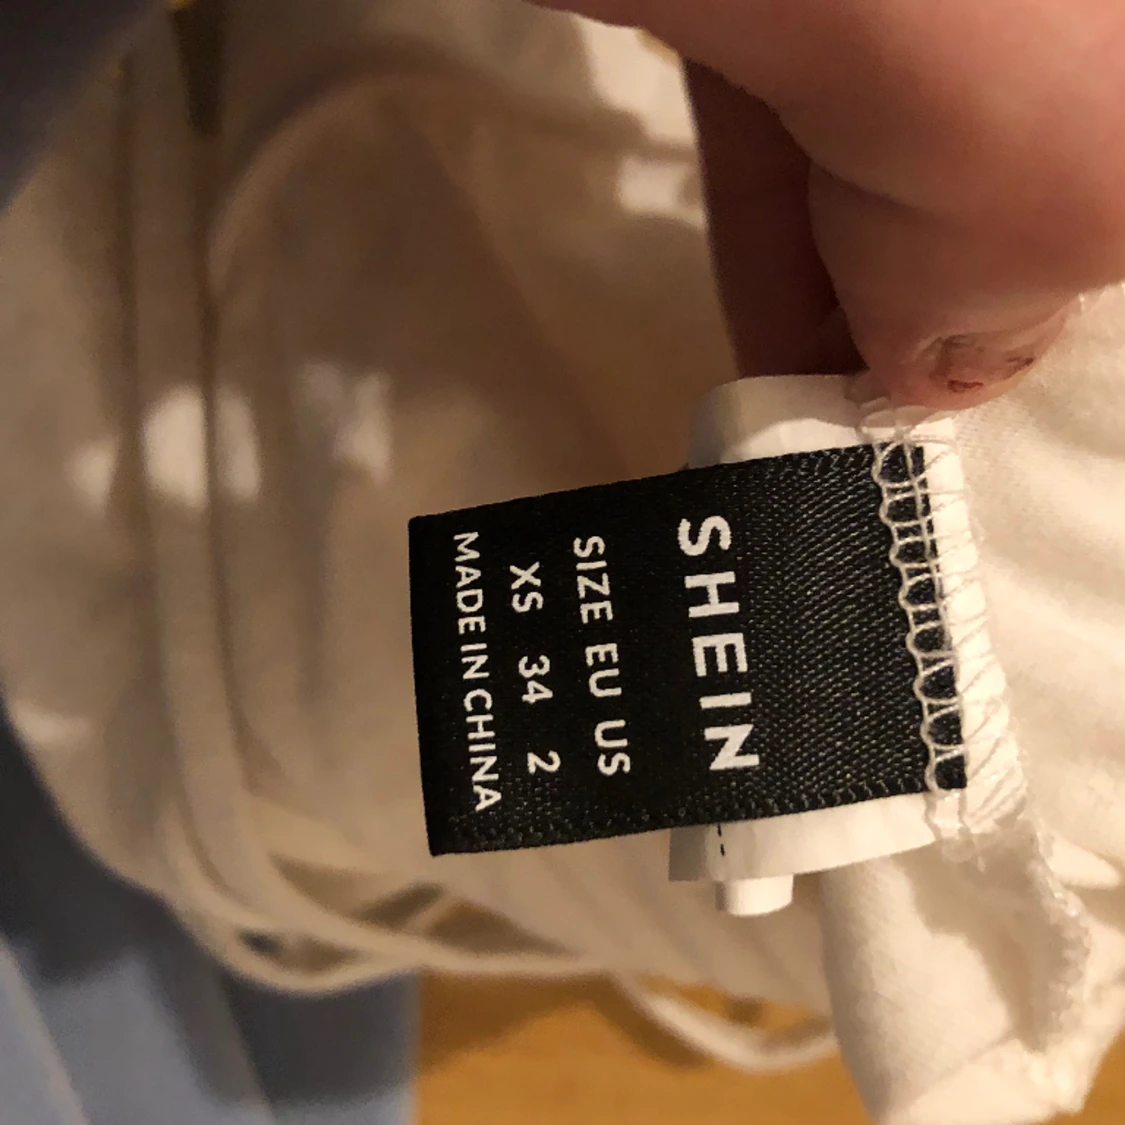 SHEIN
SIZE EU US
XS 34 2
MADE IN CHINA